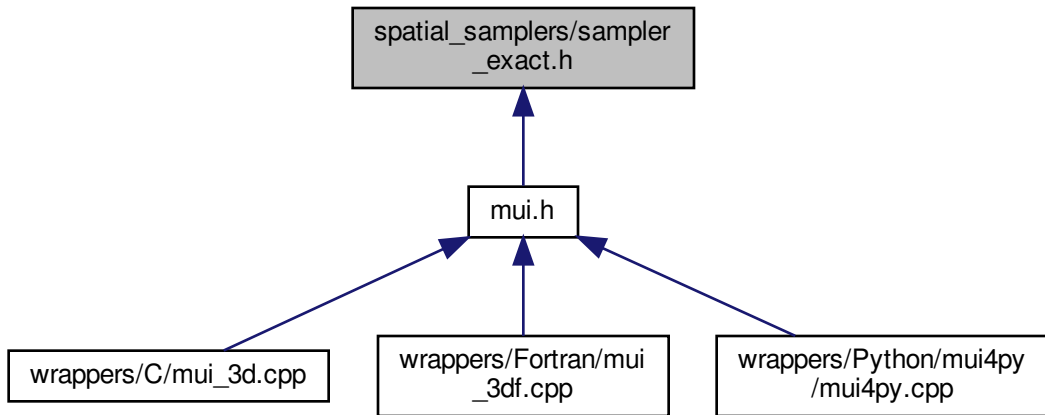 spatial_samplers/sampler
_exact.h
mui.h
wrappers/C/mui_3d.cpp
wrappers/Fortran/mui
_3df.cpp
wrappers/Python/mui4py
/mui4py.cpp